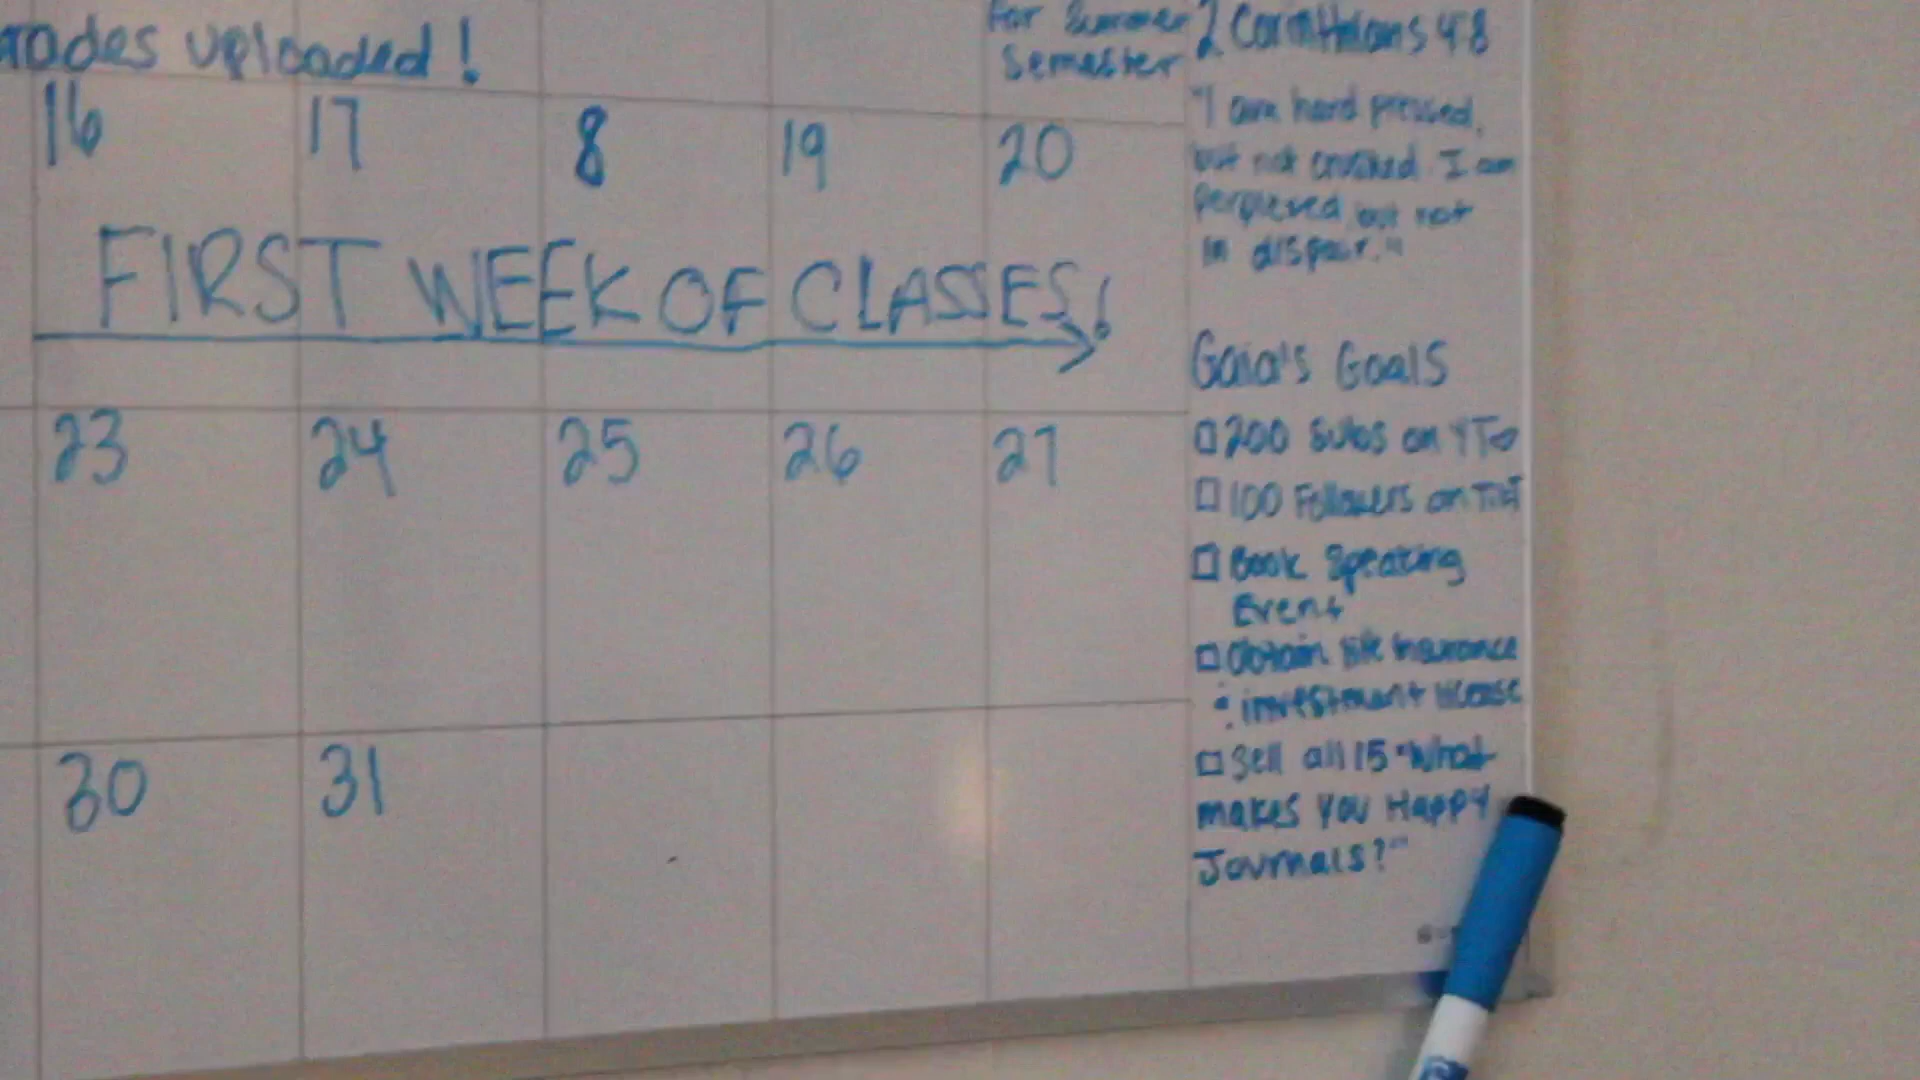 rades uploaded!
For Summer
Semester
16 17 8 19 20
FIRST WEEK OF CLASSES!
23 24 25 26 27
30 31
2 Corinthians 4:8
"I am hard pressed,
but not crushed. I am
perplexed, but not
in dispair."
Gaia's Goals
200 Subs on YT
100 Followers on
Book Speaking
Event
Obtain life insurance
investment license
Sell all 15 "What
makes you Happy
Journals?"